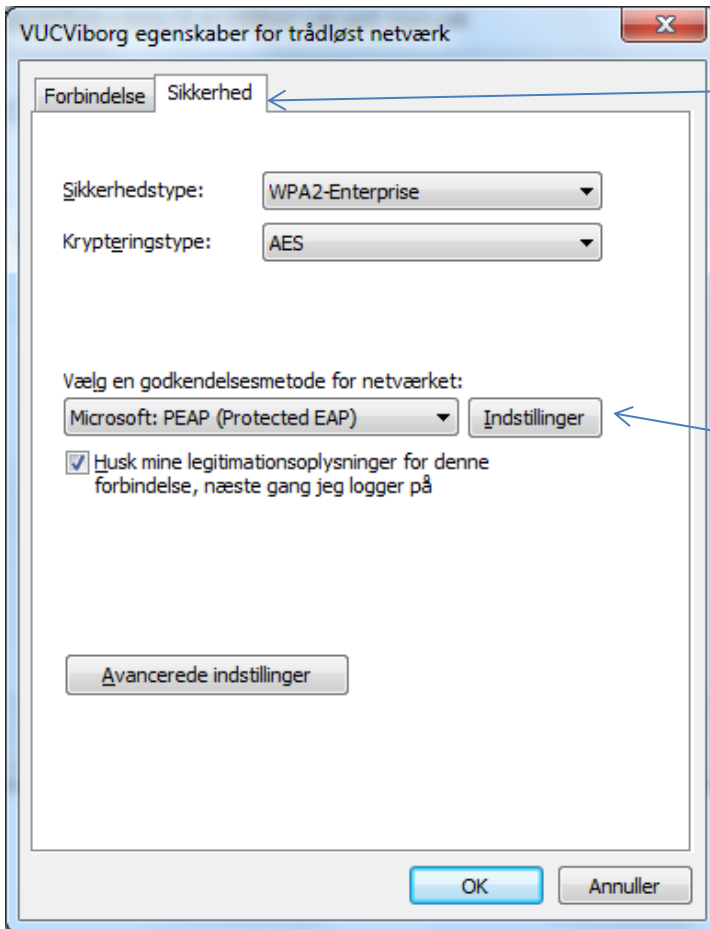 VUCViborg egenskaber for trådløst netværk
Forbindelse Sikkerhed
Sikkerhedstype: WPA2-Enterprise
Krypteringstype: AES
Vælg en godkendelsesmetode for netværket:
Microsoft: PEAP (Protected EAP) Indstillinger
Husk mine legitimationsoplysninger for denne
forbindelse, næste gang jeg logger på
Avancerede indstillinger
OK Annuller